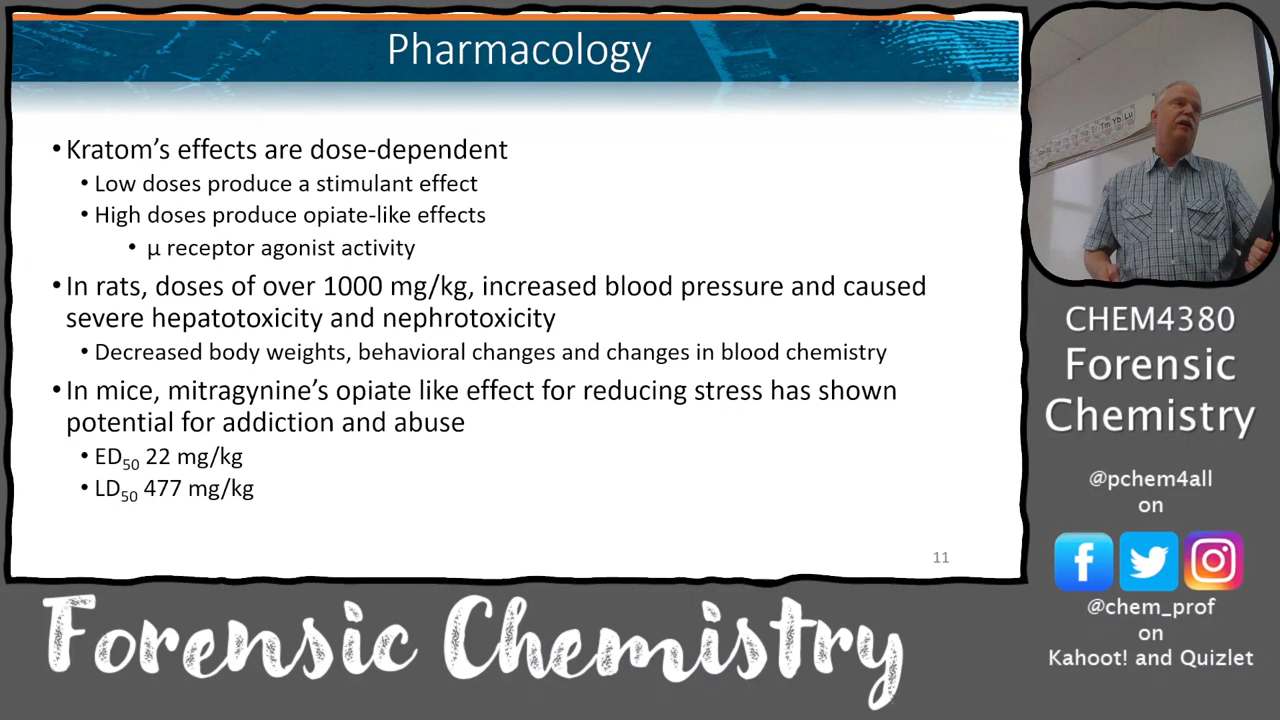 Pharmacology
• Kratom’s effects are dose-dependent
• Low doses produce a stimulant effect
• High doses produce opiate-like effects
• µ receptor agonist activity
• In rats, doses of over 1000 mg/kg, increased blood pressure and caused
severe hepatotoxicity and nephrotoxicity
• Decreased body weights, behavioral changes and changes in blood chemistry
• In mice, mitragynine’s opiate like effect for reducing stress has shown
potential for addiction and abuse
• ED50 22 mg/kg
• LD50 477 mg/kg
11
Er Tm Yb Lu
CHEM4380
Forensic
Chemistry
@pchem4all
on
@chem_prof
on
Kahoot! and Quizlet
Forensic Chemistry